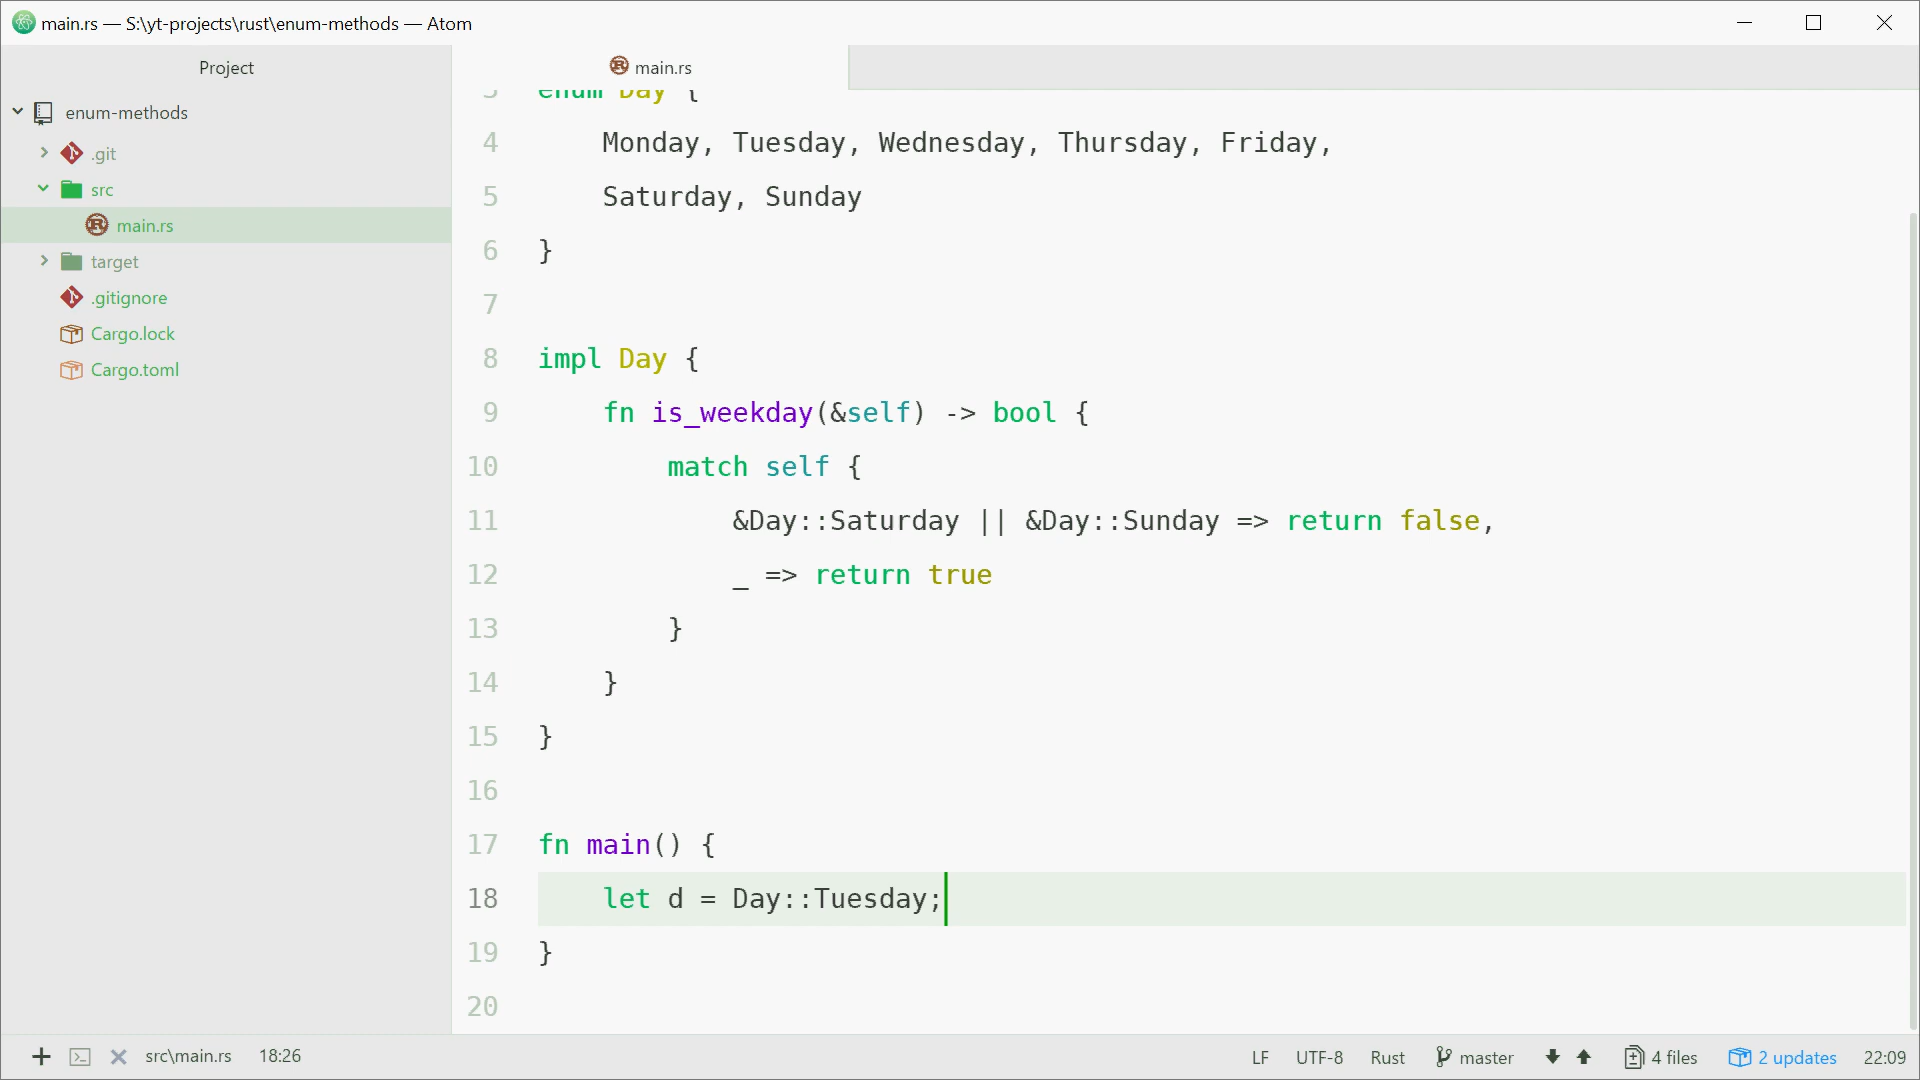 main.rs — S:\yt-projects\rust\enum-methods — Atom
Project
enum-methods
.git
src
main.rs
target
.gitignore
Cargo.lock
Cargo.toml
main.rs
3 enum Day {
4 Monday, Tuesday, Wednesday, Thursday, Friday,
5 Saturday, Sunday
6 }
7
8 impl Day {
9 fn is_weekday(&self) -> bool {
10 match self {
11 &Day::Saturday || &Day::Sunday => return false,
12 _ => return true
13 }
14 }
15 }
16
17 fn main() {
18 let d = Day::Tuesday;
19 }
20
src\main.rs 18:26 LF UTF-8 Rust master 4 files 2 updates 22:09